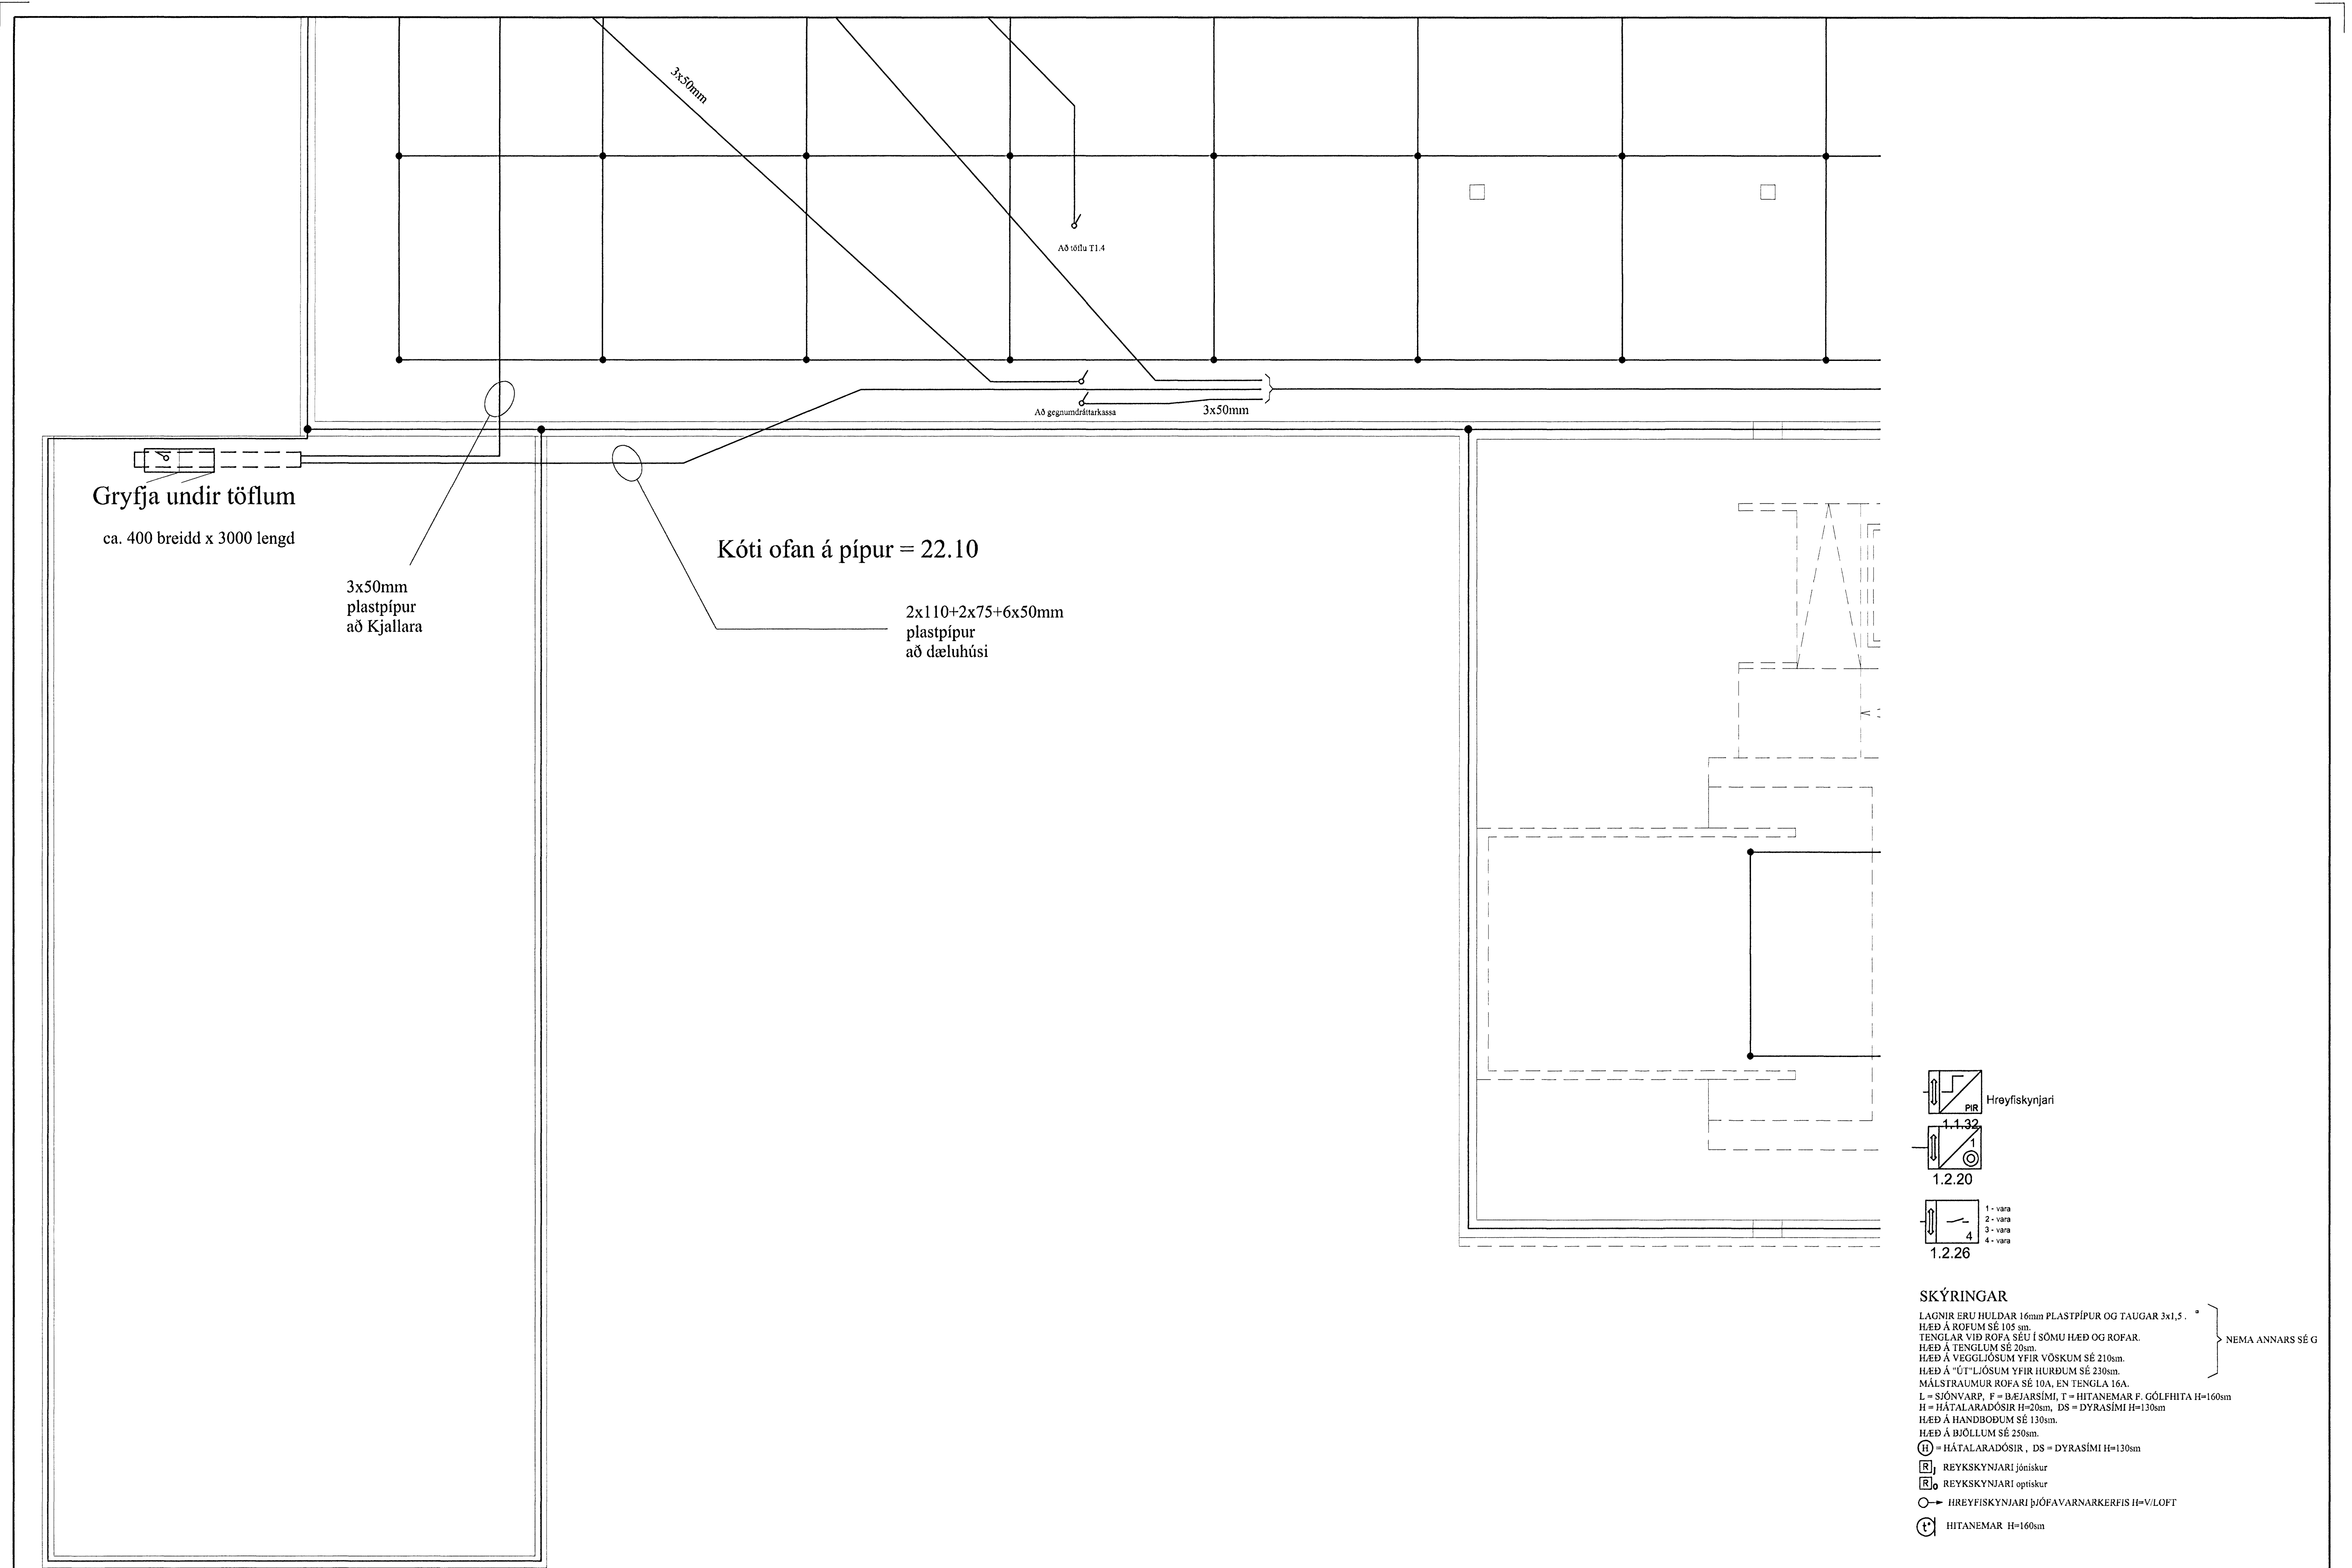 3x50mm
Að töflu T1.4
Að gegnumdráttarkassa
3x50mm
Gryfja undir töflum
ca. 400 breidd x 3000 lengd
3x50mm
plastpípur
að Kjallara
Kóti ofan á pípur = 22.10
2x110+2x75+6x50mm
plastpípur
að dæluhúsi
PIR
Hreyfiskynjari
1.1.32
1
1.2.20
4
1 - vara
2 - vara
3 - vara
4 - vara
1.2.26
SKÝRINGAR
LAGNIR ERU HULDAR 16mm PLASTPÍPUR OG TAUGAR 3x1,5 .
HÆÐ Á ROFUM SÉ 105 sm.
TENGLAR VIÐ ROFA SÉU Í SÖMU HÆÐ OG ROFAR.
HÆÐ Á TENGLUM SÉ 20sm.
HÆÐ Á VEGGLJÓSUM YFIR VÖSKUM SÉ 210sm.
HÆÐ Á "ÚT"LJÓSUM YFIR HURÐUM SÉ 230sm.
NEMA ANNARS SÉ G
MÁLSTRAUMUR ROFA SÉ 10A, EN TENGLA 16A.
L = SJÓNVARP, F = BÆJARSÍMI, T = HITANEMAR F. GÓLFHITA H=160sm
H = HÁTALARADÓSIR H=20sm, DS = DYRASÍMI H=130sm
HÆÐ Á HANDBOÐUM SÉ 130sm.
HÆÐ Á BJÖLLUM SÉ 250sm.
H = HÁTALARADÓSIR , DS = DYRASÍMI H=130sm
R J REYKSKYNJARI jónískur
R O REYKSKYNJARI optískur
HREYFISKYNJARI ÞJÓFAVARNARKERFIS H=V/LOFT
t° HITANEMAR H=160sm